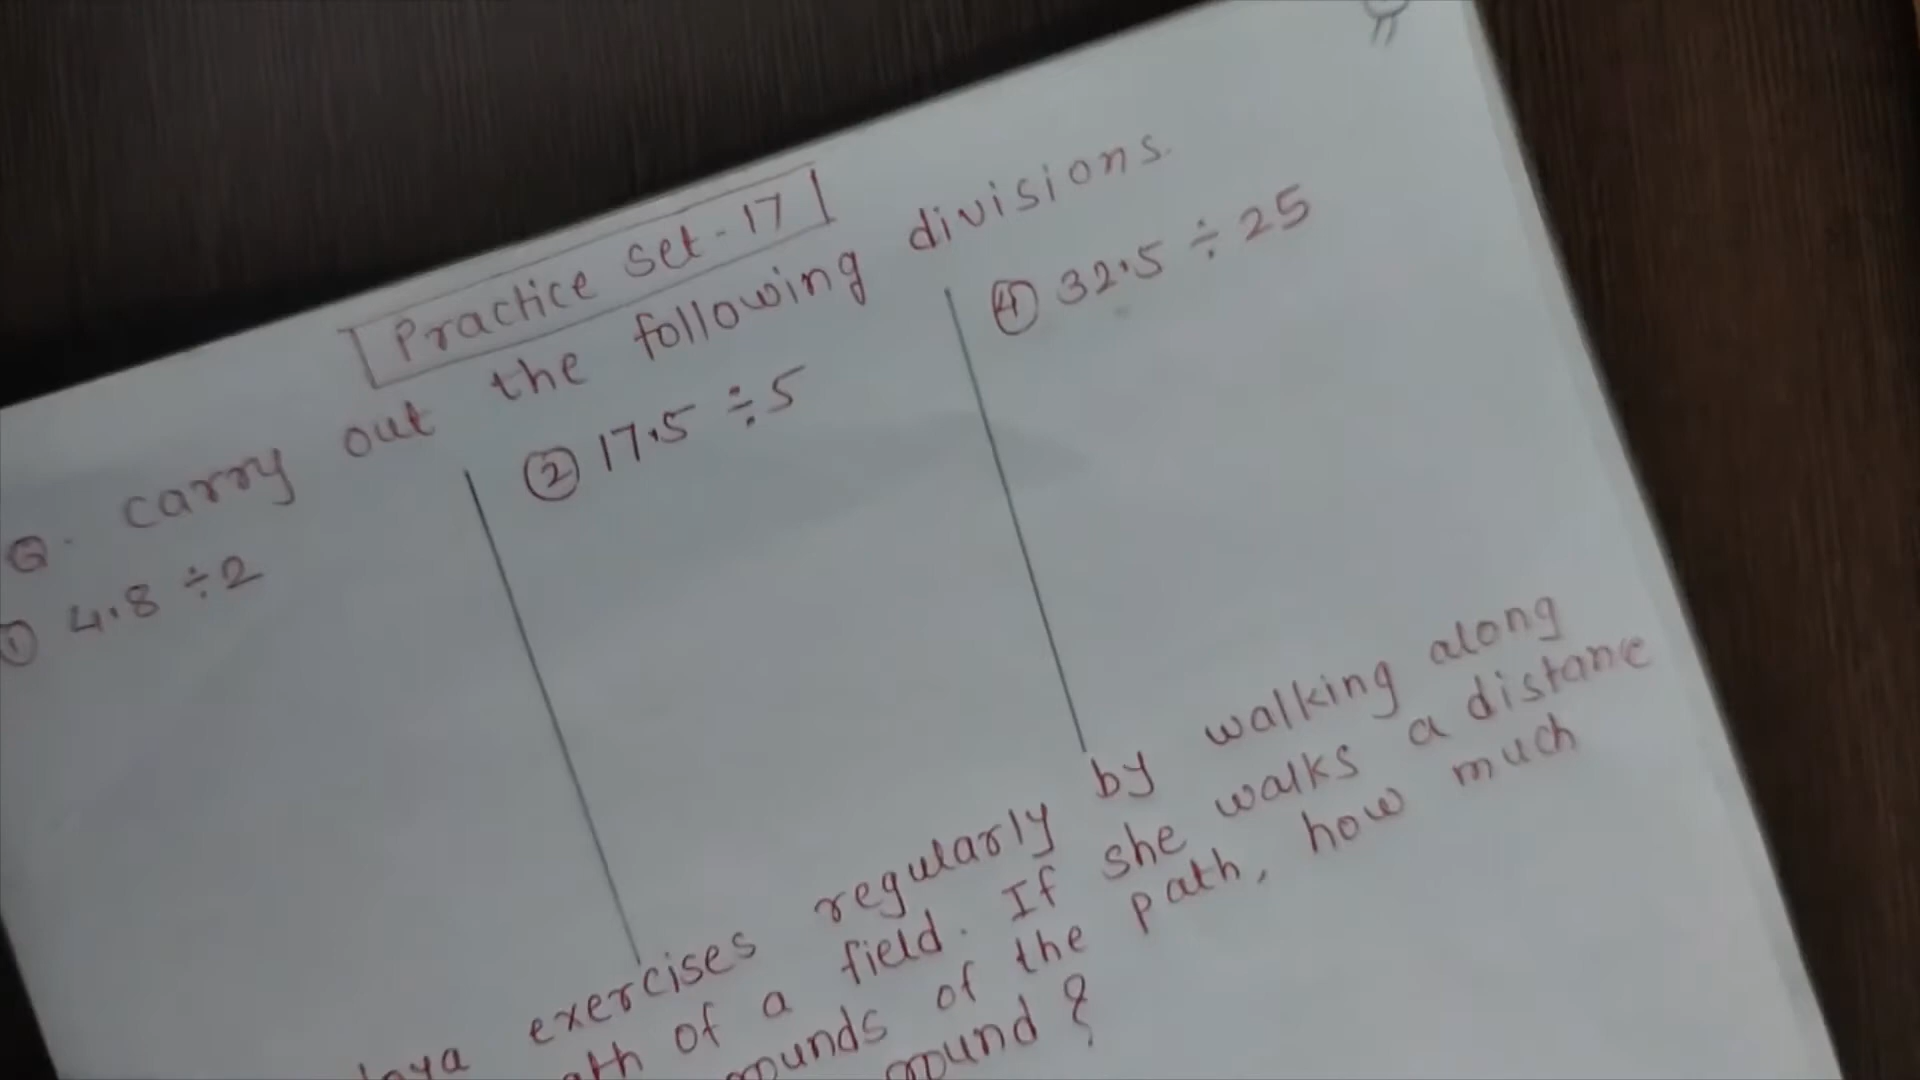 Practice Set-17
Q. carry out the following divisions.
① 4.8 ÷ 2
② 17.5 ÷ 5
④ 32.5 ÷ 25
exercises regularly by walking along
of a field. If she walks a distance
of the path, how much
?